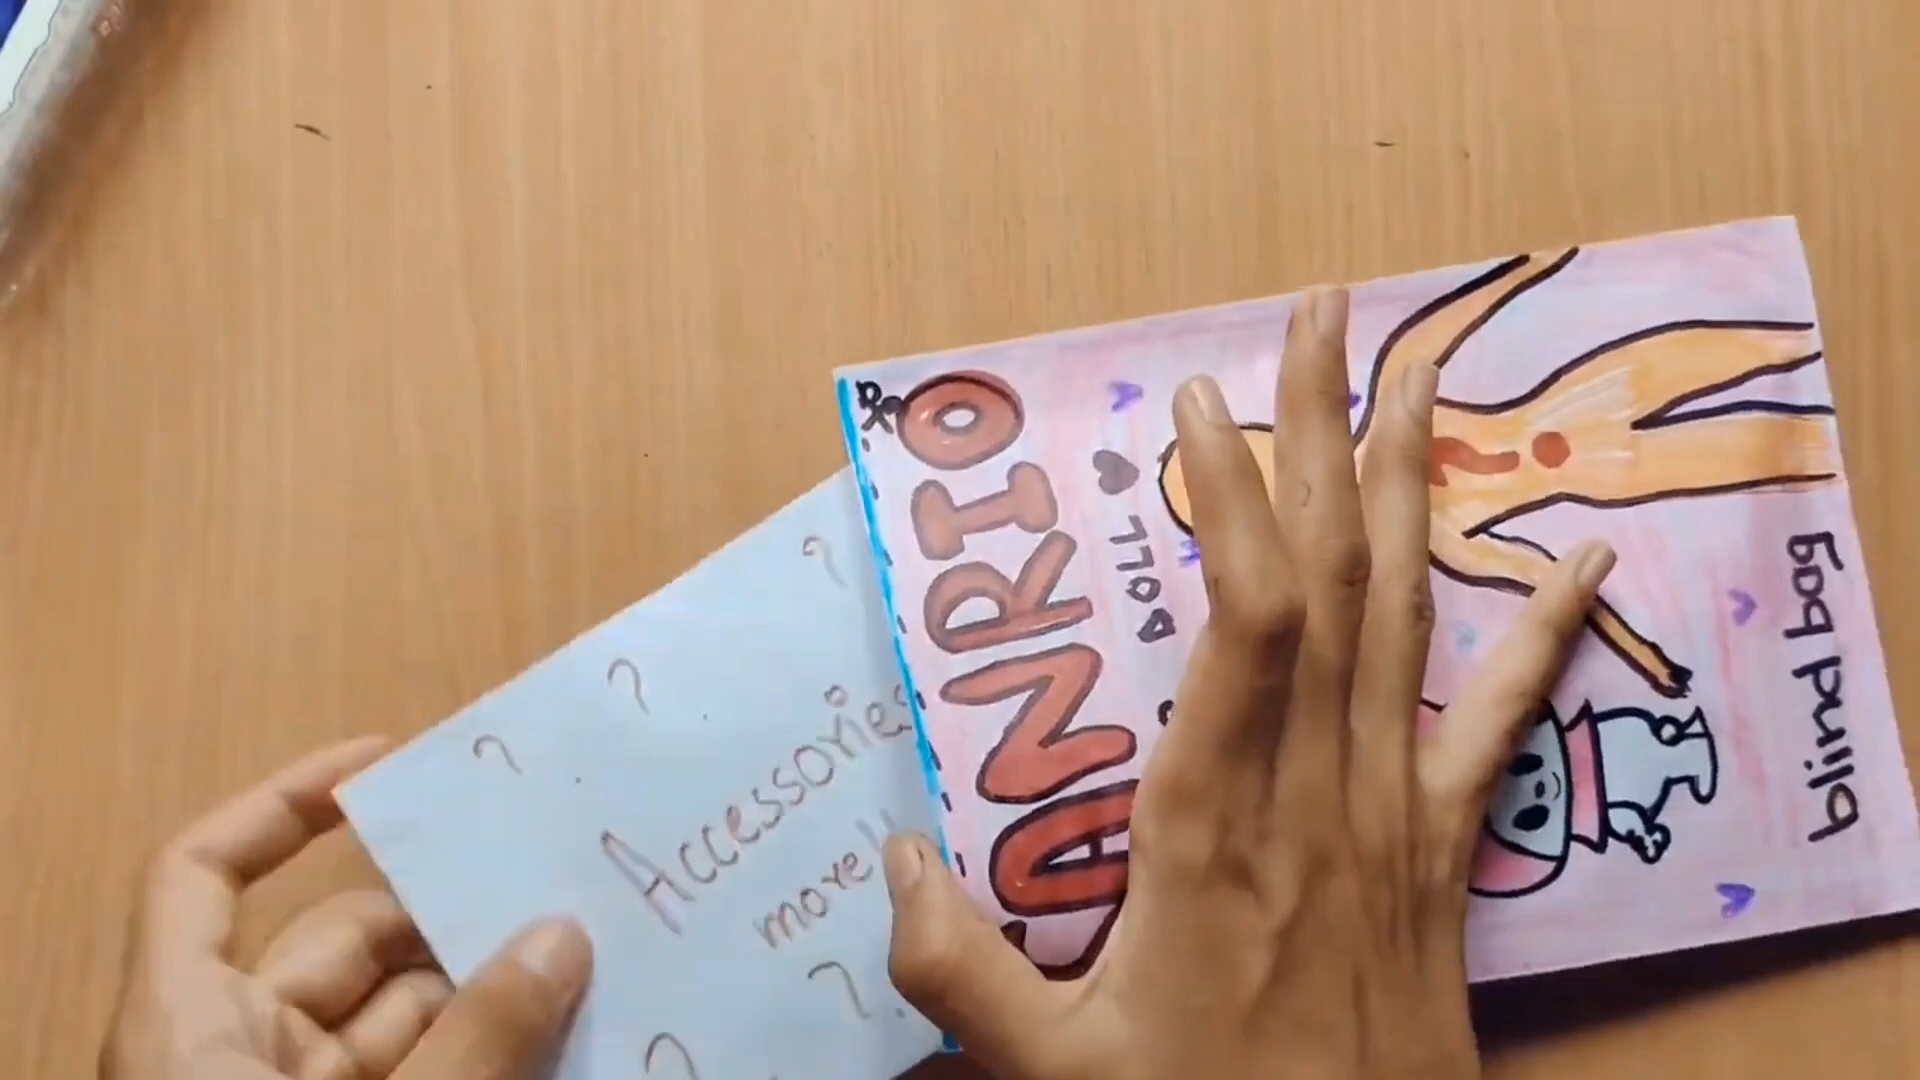 SANRIO
DOLL
blind bag
? ? ?
Accessories
more!!
? ?